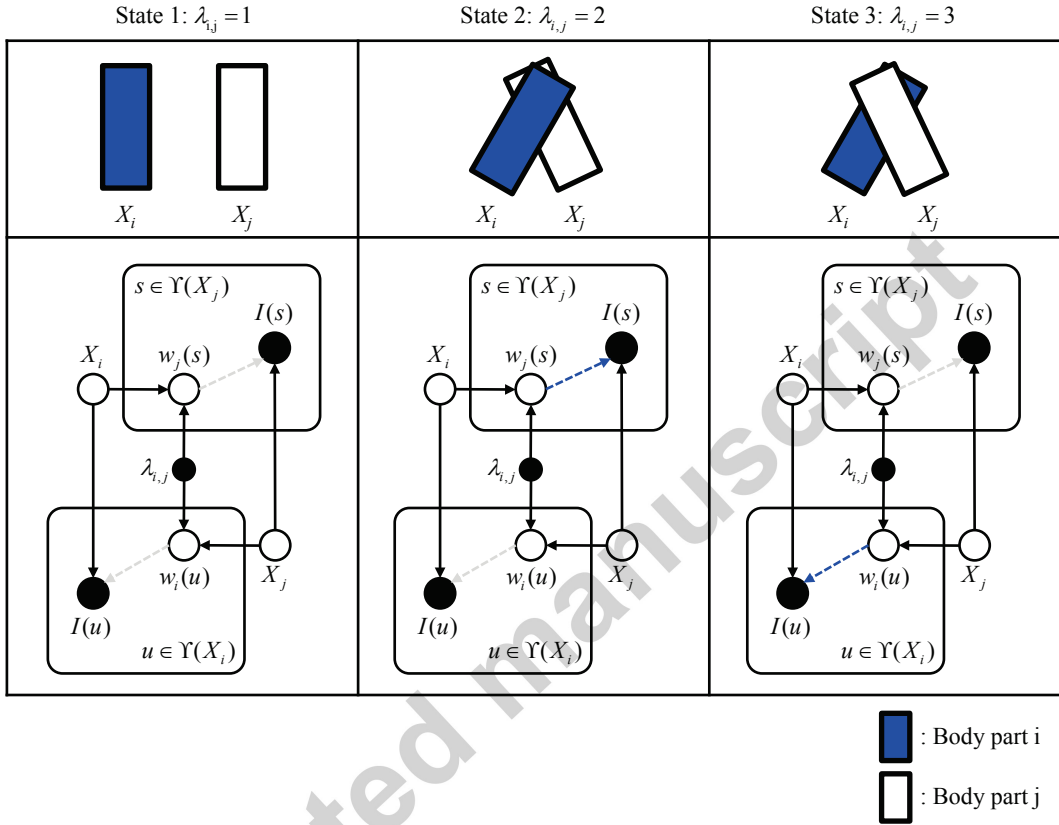 State 1: λi,j = 1 State 2: λi,j = 2 State 3: λi,j = 3
Xi Xj Xi Xj Xi Xj
s ∈ ϒ(Xj) s ∈ ϒ(Xj) s ∈ ϒ(Xj)
I(s) I(s) I(s)
Xi wj(s) Xi wj(s) Xi wj(s)
λi,j λi,j λi,j
wi(u) Xj wi(u) Xj wi(u) Xj
I(u) I(u) I(u)
u ∈ ϒ(Xi) u ∈ ϒ(Xi) u ∈ ϒ(Xi)
: Body part i
: Body part j
ted manuscript